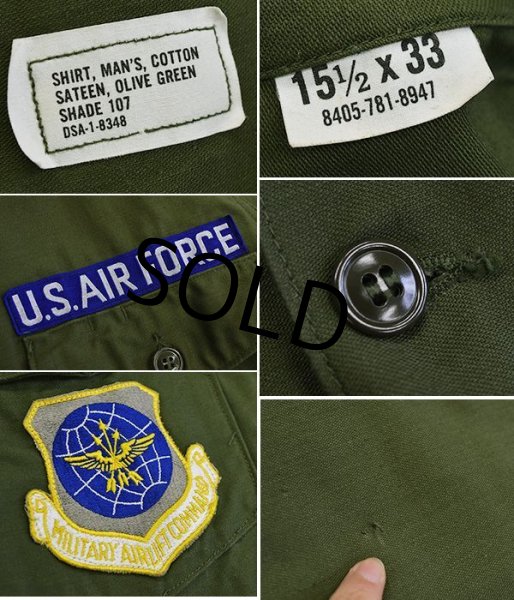 SHIRT, MAN'S, COTTON
SATEEN, OLIVE GREEN
SHADE 107
DSA-1-8348
15½ x 33
8405-781-8947
U.S. AIR FORCE
SOLD
MILITARY AIRLIFT COMMAND